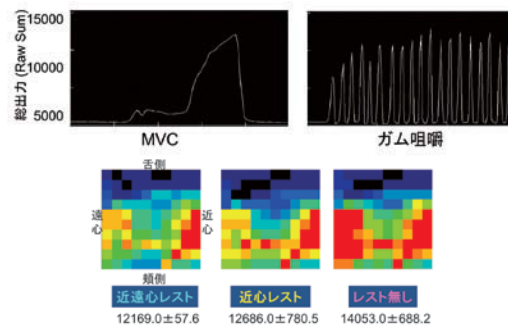 総出力 (Raw Sum)
15000
10000
5000
MVC
ガム咀嚼
舌側
遠心
近心
頬側
近遠心レスト
近心レスト
レスト無し
12169.0±57.6
12686.0±780.5
14053.0±688.2